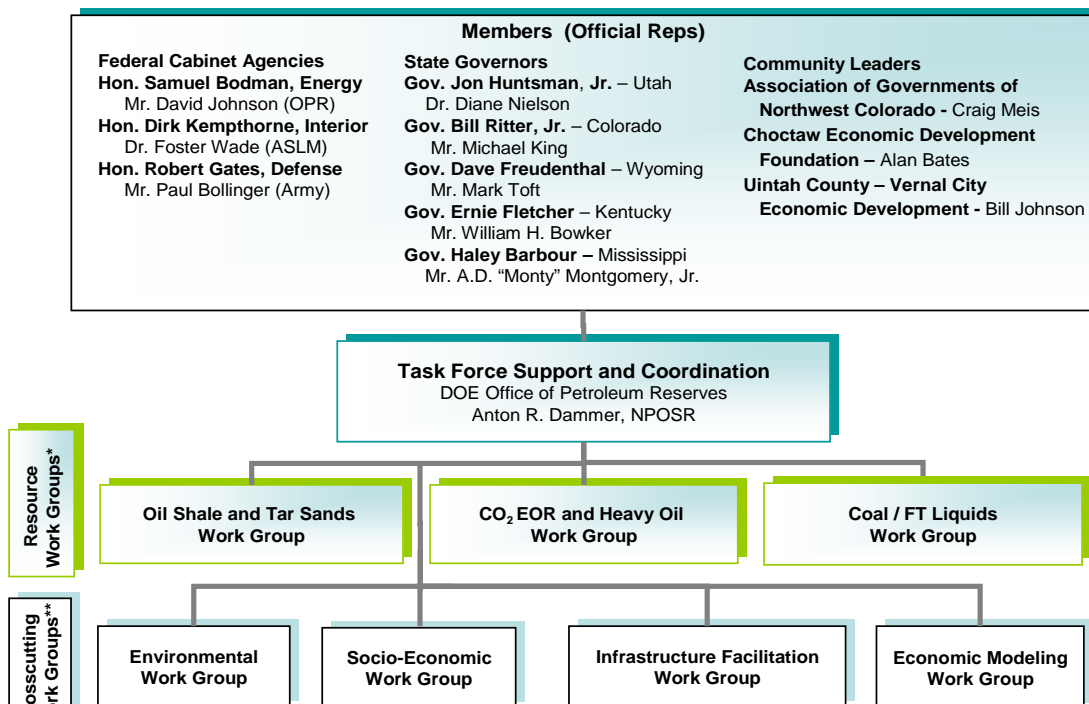 Members (Official Reps)
Federal Cabinet Agencies
Hon. Samuel Bodman, Energy
Mr. David Johnson (OPR)
Hon. Dirk Kempthorne, Interior
Dr. Foster Wade (ASLM)
Hon. Robert Gates, Defense
Mr. Paul Bollinger (Army)
State Governors
Gov. Jon Huntsman, Jr. – Utah
Dr. Diane Nielson
Gov. Bill Ritter, Jr. – Colorado
Mr. Michael King
Gov. Dave Freudenthal – Wyoming
Mr. Mark Toft
Gov. Ernie Fletcher – Kentucky
Mr. William H. Bowker
Gov. Haley Barbour – Mississippi
Mr. A.D. “Monty” Montgomery, Jr.
Community Leaders
Association of Governments of
Northwest Colorado - Craig Meis
Choctaw Economic Development
Foundation – Alan Bates
Uintah County – Vernal City
Economic Development - Bill Johnson
Task Force Support and Coordination
DOE Office of Petroleum Reserves
Anton R. Dammer, NPOSR
Resource
Work Groups*
Oil Shale and Tar Sands
Work Group
CO₂ EOR and Heavy Oil
Work Group
Coal / FT Liquids
Work Group
osscutting
rk Groups**
Environmental
Work Group
Socio-Economic
Work Group
Infrastructure Facilitation
Work Group
Economic Modeling
Work Group